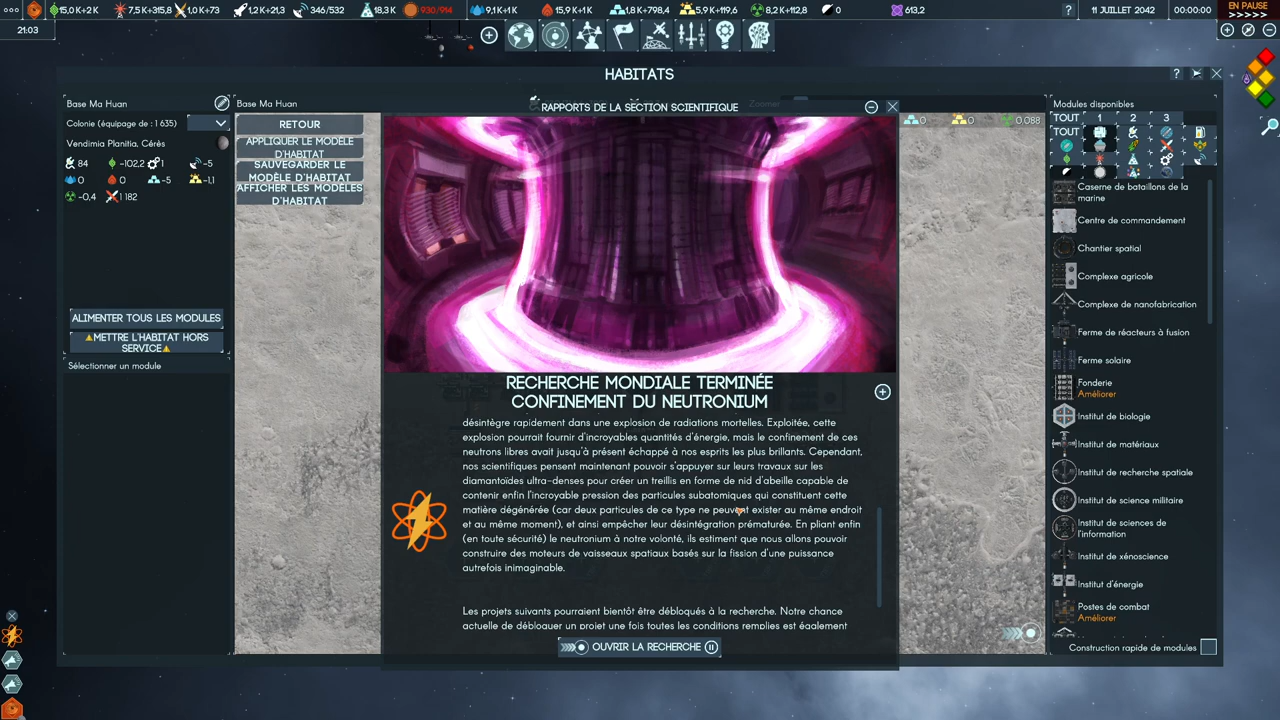 15,0K+2K 7,5K+315,8 1,0K+73 1,2K+21,3 346/532 18,3K 930/914 9,1K+1K 15,9K+1K 1,8K+798,4 5,9K+119,6 8,2K+112,8 0 613,2 ? 11 JUILLET 2042 00:00:00 EN PAUSE
>>>>>
21:03
HABITATS
Base Ma Huan
Colonie (équipage de : 1 635)
Vendimia Planitia, Cérès
84 -102,2 1 -5
0 0 -5 -1,1
-0,4 1 182
ALIMENTER TOUS LES MODULES
METTRE L'HABITAT HORS
SERVICE
Sélectionner un module
Base Ma Huan
RETOUR
APPLIQUER LE MODÈLE
D'HABITAT
SAUVEGARDER LE
MODÈLE D'HABITAT
AFFICHER LES MODÈLES
D'HABITAT
Zoomer
0 0 0,088
RAPPORTS DE LA SECTION SCIENTIFIQUE
RECHERCHE MONDIALE TERMINÉE
CONFINEMENT DU NEUTRONIUM
désintègre rapidement dans une explosion de radiations mortelles. Exploitée, cette
explosion pourrait fournir d'incroyables quantités d'énergie, mais le confinement de ces
neutrons libres avait jusqu'à présent échappé à nos esprits les plus brillants. Cependant,
nos scientifiques pensent maintenant pouvoir s'appuyer sur leurs travaux sur les
diamantoïdes ultra-denses pour créer un treillis en forme de nid d'abeille capable de
contenir enfin l'incroyable pression des particules subatomiques qui constituent cette
matière dégénérée (car deux particules de ce type ne peuvent exister au même endroit
et au même moment), et ainsi empêcher leur désintégration prématurée. En pliant enfin
(en toute sécurité) le neutronium à notre volonté, ils estiment que nous allons pouvoir
construire des moteurs de vaisseaux spatiaux basés sur la fission d'une puissance
autrefois inimaginable.
Les projets suivants pourraient bientôt être débloqués à la recherche. Notre chance
actuelle de débloquer un projet une fois toutes les conditions remplies est également
OUVRIR LA RECHERCHE
Modules disponibles
TOUT 1 2 3
TOUT
Caserne de bataillons de la
marine
Centre de commandement
Chantier spatial
Complexe agricole
Complexe de nanofabrication
Ferme de réacteurs à fusion
Ferme solaire
Fonderie
Améliorer
Institut de biologie
Institut de matériaux
Institut de recherche spatiale
Institut de science militaire
Institut de sciences de
l'information
Institut de xénoscience
Institut d'énergie
Postes de combat
Améliorer
Construction rapide de modules